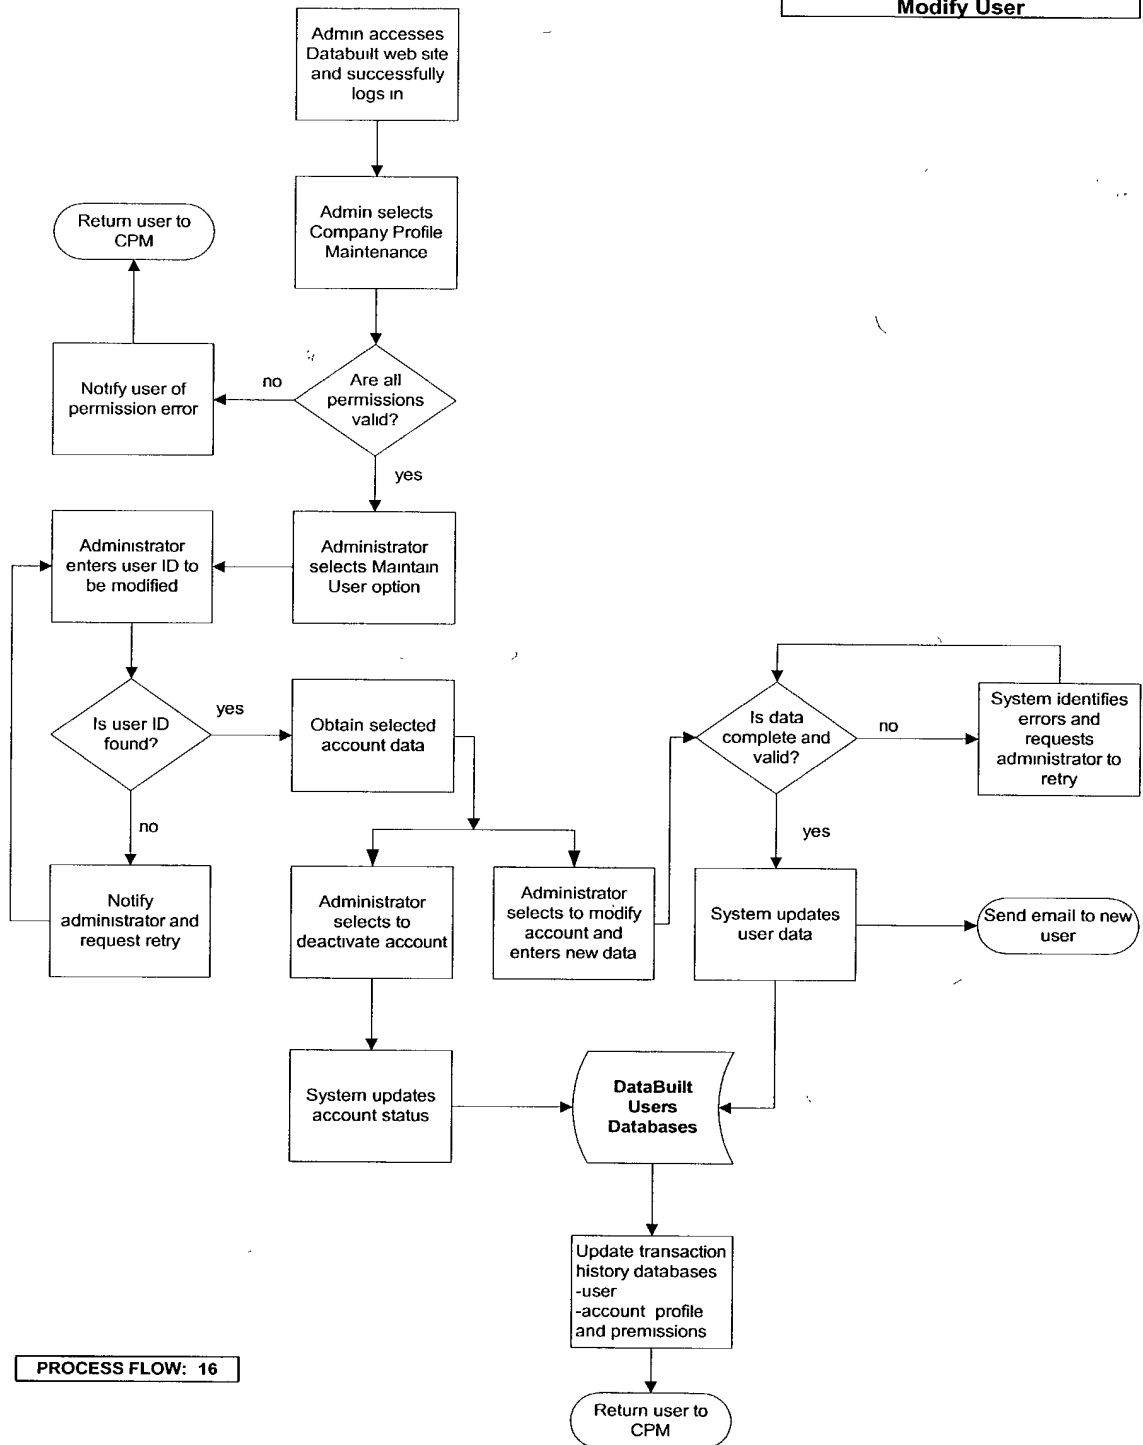 Modify User
Admin accesses
Databuilt web site
and successfully
logs in
Admin selects
Company Profile
Maintenance
Return user to
CPM
Notify user of
permission error
no
Are all
permissions
valid?
yes
Administrator
enters user ID to
be modified
Administrator
selects Maintain
User option
Is user ID
found?
yes
Obtain selected
account data
Is data
complete and
valid?
no
System identifies
errors and
requests
administrator to
retry
no
yes
Notify
administrator and
request retry
Administrator
selects to
deactivate account
Administrator
selects to modify
account and
enters new data
System updates
user data
Send email to new
user
System updates
account status
DataBuilt
Users
Databases
Update transaction
history databases
-user
-account profile
and premissions
PROCESS FLOW: 16
Return user to
CPM